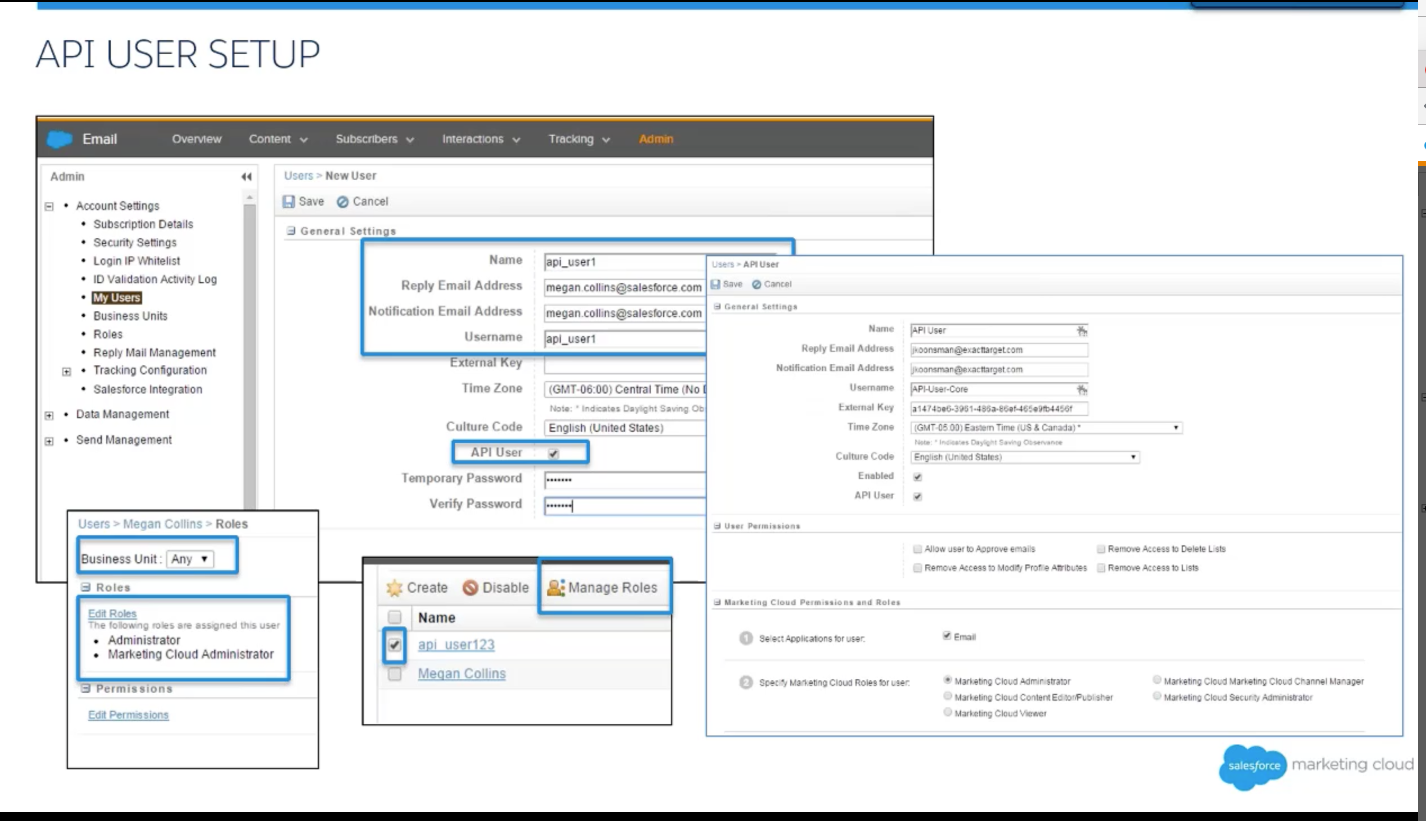 API USER SETUP
Email Overview Content Subscribers Interactions Tracking Admin
Admin
Account Settings
Subscription Details
Security Settings
Login IP Whitelist
ID Validation Activity Log
My Users
Business Units
Roles
Reply Mail Management
Tracking Configuration
Salesforce Integration
Data Management
Send Management
Users > New User
Save Cancel
General Settings
Name api_user1
Reply Email Address megan.collins@salesforce.com
Notification Email Address megan.collins@salesforce.com
Username api_user1
External Key
Time Zone (GMT-06:00) Central Time (No
Note: * Indicates Daylight Saving
Culture Code English (United States)
API User
Temporary Password •••••••
Verify Password •••••••
Users > API User
Save Cancel
General Settings
Name API User
Reply Email Address jkoonsman@exacttarget.com
Notification Email Address jkoonsman@exacttarget.com
Username API-User-Core
External Key
Time Zone (GMT-05:00) Eastern Time (US & Canada) *
Note: * Indicates Daylight Saving Observance
Culture Code English (United States)
Enabled
API User
User Permissions
Allow user to Approve emails Remove Access to Delete Lists
Remove Access to Modify Profile Attributes Remove Access to Lists
Marketing Cloud Permissions and Roles
1 Select Applications for user: Email
2 Specify Marketing Cloud Roles for user: Marketing Cloud Administrator Marketing Cloud Marketing Cloud Channel Manager
Marketing Cloud Content Editor/Publisher Marketing Cloud Security Administrator
Marketing Cloud Viewer
Users > Megan Collins > Roles
Business Unit : Any
Roles
Edit Roles
The following roles are assigned this user
Administrator
Marketing Cloud Administrator
Permissions
Edit Permissions
Create Disable Manage Roles
Name
api_user123
Megan Collins
salesforce marketing cloud